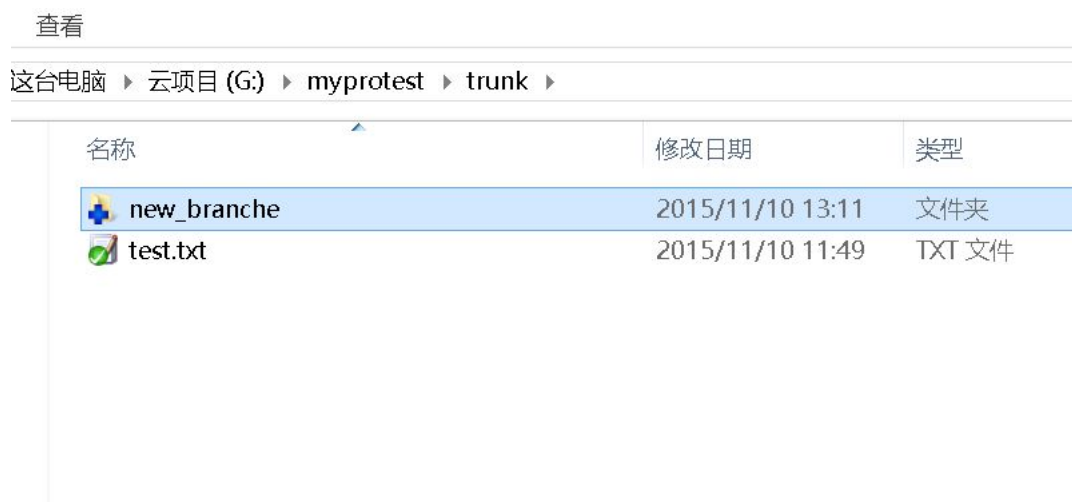 查看
这台电脑 云项目 (G:) myprotest trunk
名称 修改日期 类型
new_branche 2015/11/10 13:11 文件夹
test.txt 2015/11/10 11:49 TXT 文件